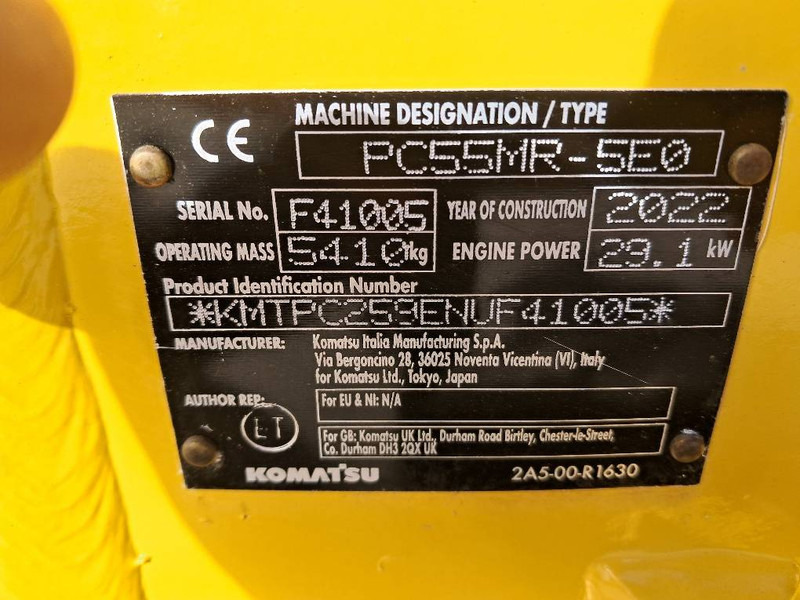 CE
MACHINE DESIGNATION / TYPE
PC55MR-5E0
SERIAL No. F41005 YEAR OF CONSTRUCTION 2022
OPERATING MASS 5410 kg ENGINE POWER 29.1 kW
Product Identification Number
*KMTPC259ENUF41005*
MANUFACTURER: Komatsu Italia Manufacturing S.p.A.
Via Bergoncino 28, 36025 Noventa Vicentina (VI), Italy
for Komatsu Ltd., Tokyo, Japan
AUTHOR REP.: For EU & NI: N/A
LT
For GB: Komatsu UK Ltd., Durham Road Birtley, Chester-le-Street,
Co. Durham DH3 2QX UK
KOMATSU 2A5-00-R1630